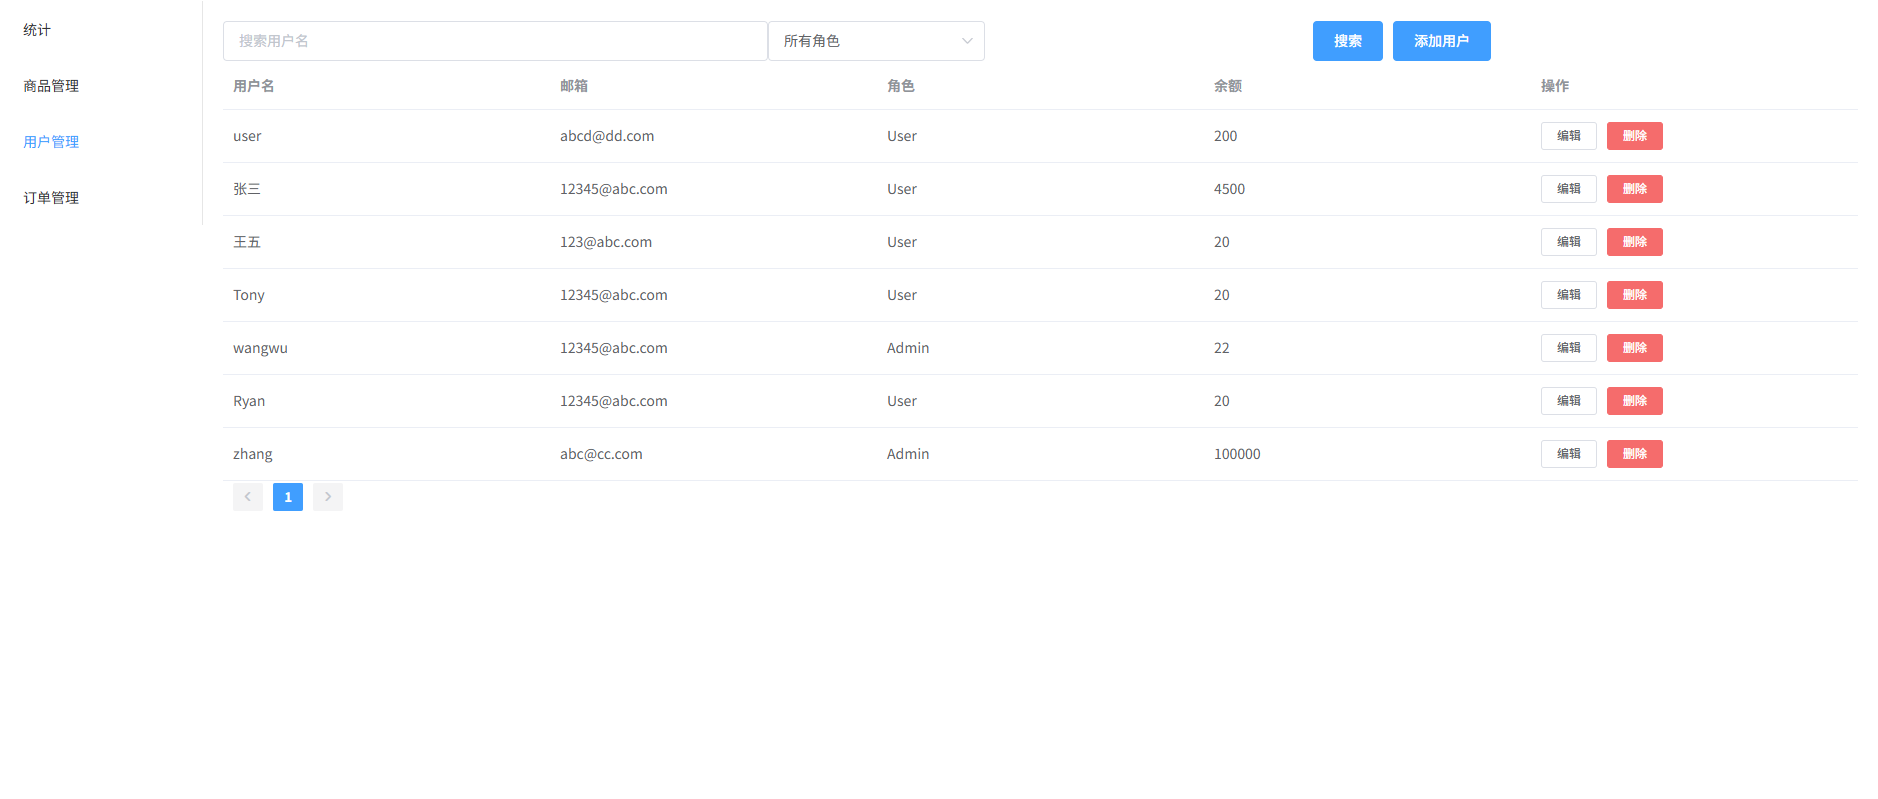 统计
商品管理
用户管理
订单管理
搜索用户名 所有角色 搜索 添加用户
用户名 邮箱 角色 余额 操作
user abcd@dd.com User 200 编辑 删除
张三 12345@abc.com User 4500 编辑 删除
王五 123@abc.com User 20 编辑 删除
Tony 12345@abc.com User 20 编辑 删除
wangwu 12345@abc.com Admin 22 编辑 删除
Ryan 12345@abc.com User 20 编辑 删除
zhang abc@cc.com Admin 100000 编辑 删除
1